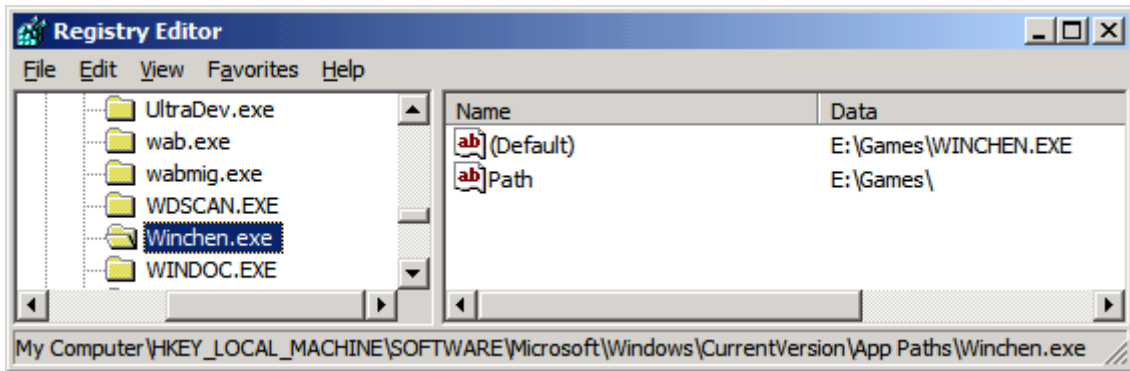 Registry Editor
File Edit View Favorites Help
UltraDev.exe
wab.exe
wabmig.exe
WDSCAN.EXE
Winchen.exe
WINDOC.EXE
Name Data
ab (Default) E:\Games\WINCHEN.EXE
ab Path E:\Games\
My Computer\HKEY_LOCAL_MACHINE\SOFTWARE\Microsoft\Windows\CurrentVersion\App Paths\Winchen.exe